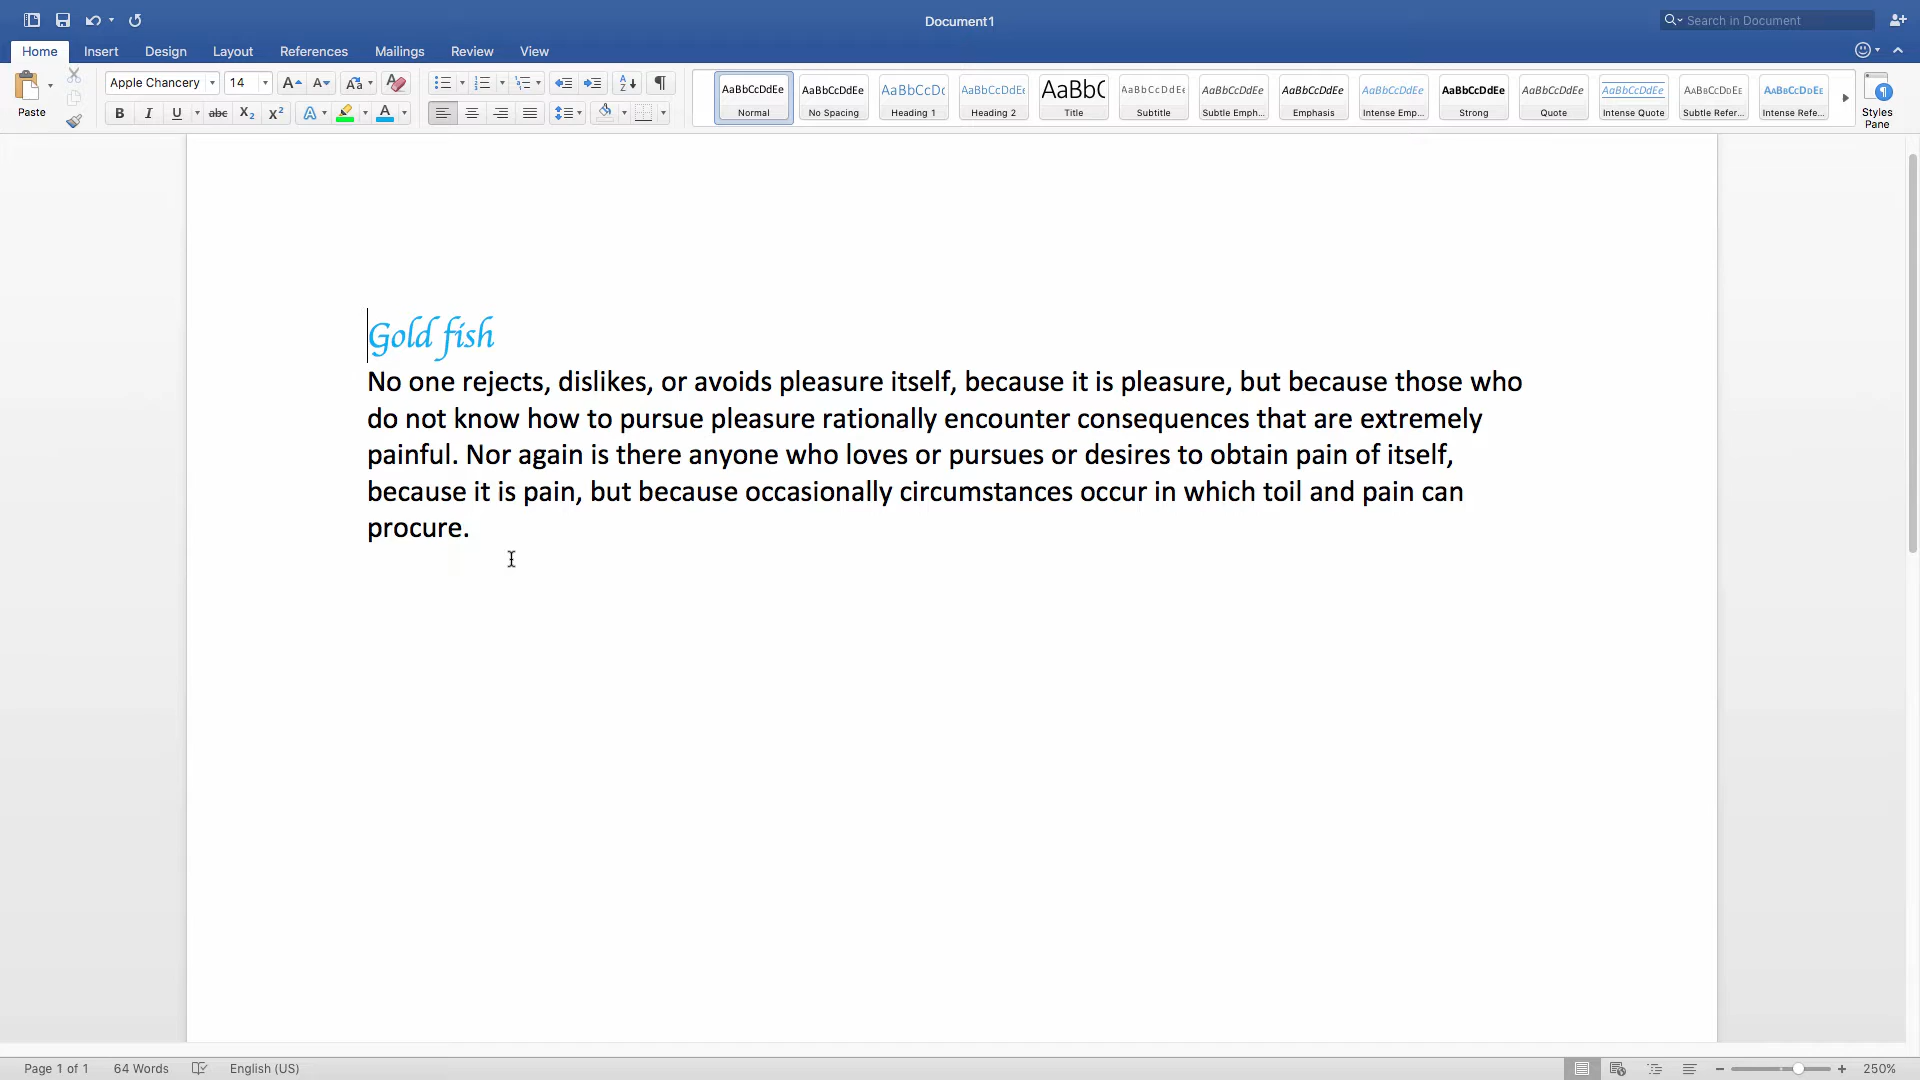 Document1
Search in Document
Home Insert Design Layout References Mailings Review View
Paste
Apple Chancery 14
AaBbCcDdEe AaBbCcDdEe AaBbCcDc AaBbCcDdEe AaBbC AaBbCcDdEe AaBbCcDdEe AaBbCcDdEe AaBbCcDdEe AaBbCcDdEe AaBbCcDdEe AaBbCcDdEe AaBbCcDdEe AaBbCcDdEe
Normal No Spacing Heading 1 Heading 2 Title Subtitle Subtle Emph... Emphasis Intense Emp... Strong Quote Intense Quote Subtle Refer... Intense Refe...
Styles
Pane
Gold fish
No one rejects, dislikes, or avoids pleasure itself, because it is pleasure, but because those who
do not know how to pursue pleasure rationally encounter consequences that are extremely
painful. Nor again is there anyone who loves or pursues or desires to obtain pain of itself,
because it is pain, but because occasionally circumstances occur in which toil and pain can
procure.
Page 1 of 1 64 Words English (US) 250%